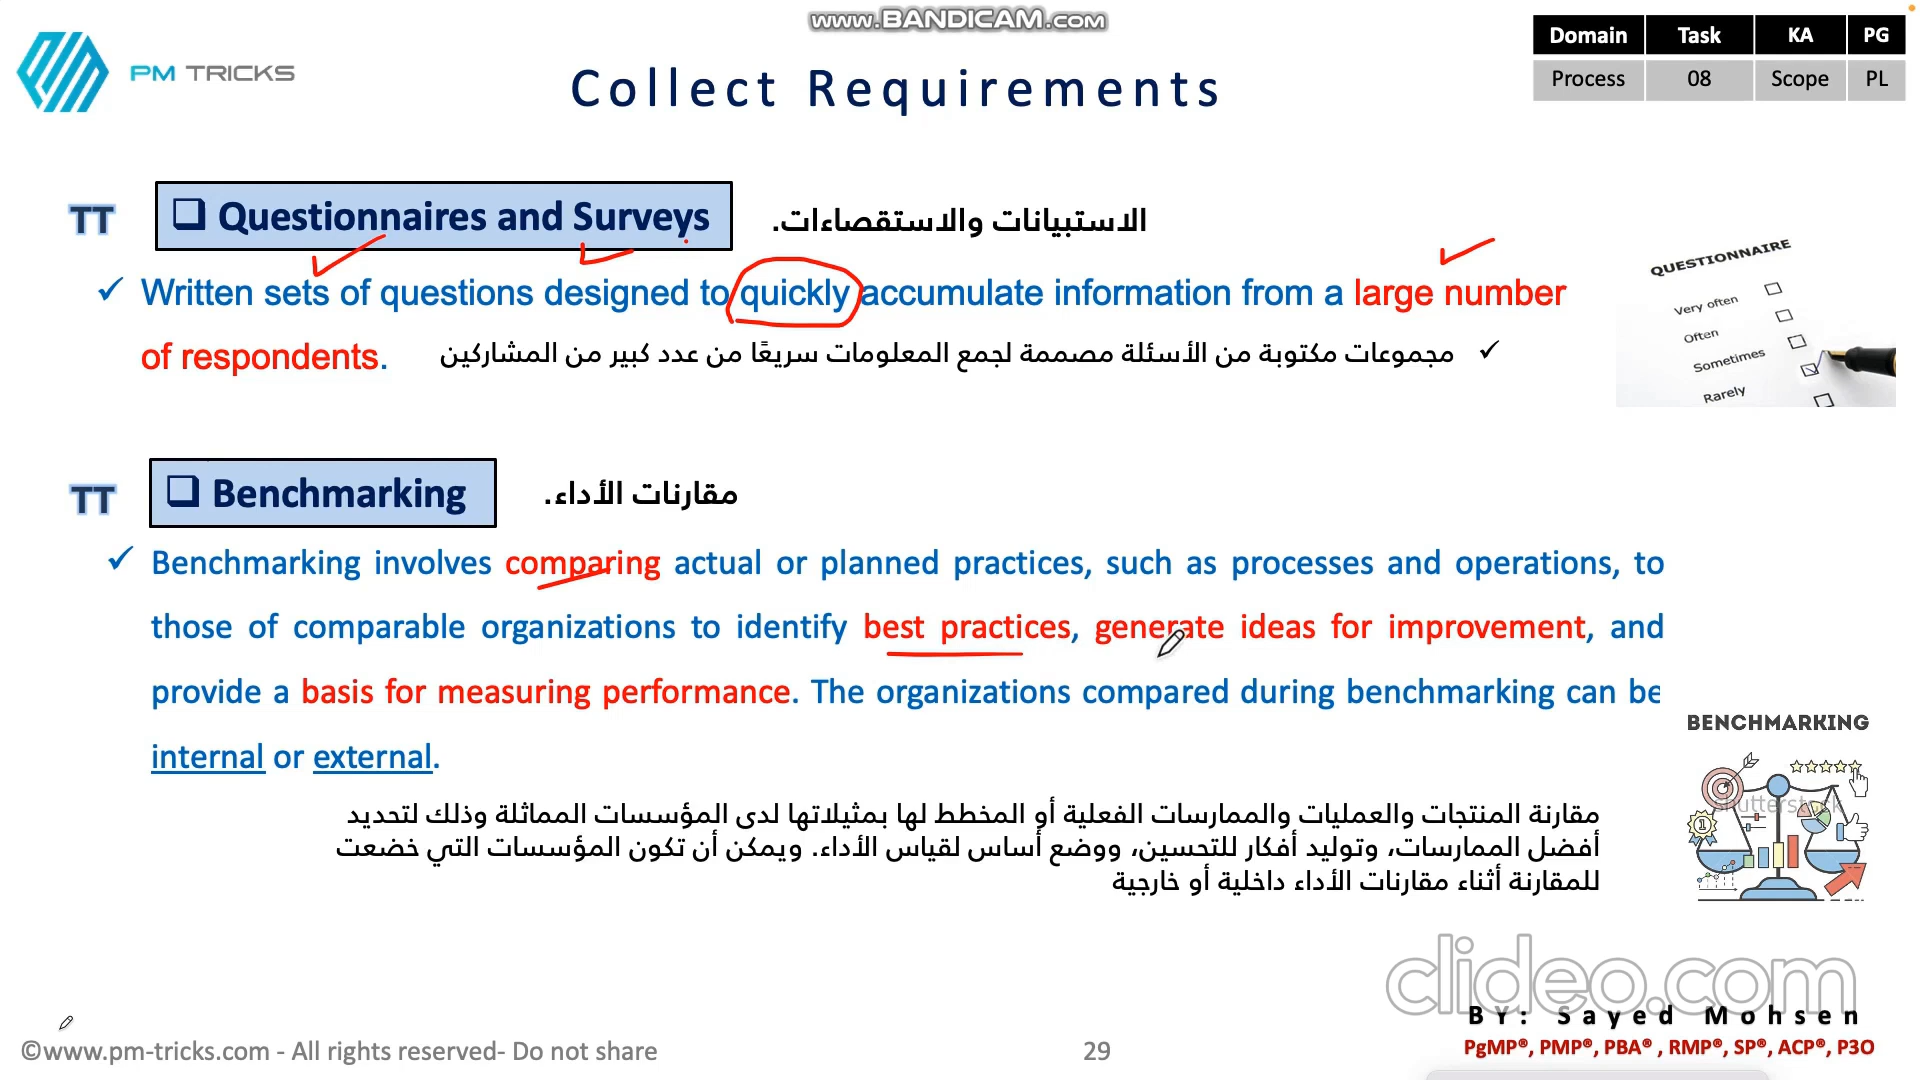 www.BANDICAM.com
PM TRICKS
Collect Requirements
Domain Task KA PG
Process 08 Scope PL
TT
❑ Questionnaires and Surveys
الاستبيانات والاستقصاءات.
✓ Written sets of questions designed to quickly accumulate information from a large number
of respondents.
✓ مجموعات مكتوبة من الأسئلة مصممة لجمع المعلومات سريعًا من عدد كبير من المشاركين
QUESTIONNAIRE
Very often
Often
Sometimes
Rarely
TT
❑ Benchmarking
مقارنات الأداء.
✓ Benchmarking involves comparing actual or planned practices, such as processes and operations, to
those of comparable organizations to identify best practices, generate ideas for improvement, and
provide a basis for measuring performance. The organizations compared during benchmarking can be
internal or external.
BENCHMARKING
shutterstock
1
مقارنة المنتجات والعمليات والممارسات الفعلية أو المخطط لها بمثيلاتها لدى المؤسسات المماثلة وذلك لتحديد
أفضل الممارسات، وتوليد أفكار للتحسين، ووضع أساس لقياس الأداء. ويمكن أن تكون المؤسسات التي خضعت
للمقارنة أثناء مقارنات الأداء داخلية أو خارجية
clideo.com
BY: Sayed Mohsen
PgMP®, PMP®, PBA® , RMP®, SP®, ACP®, P3O
©www.pm-tricks.com - All rights reserved- Do not share
29